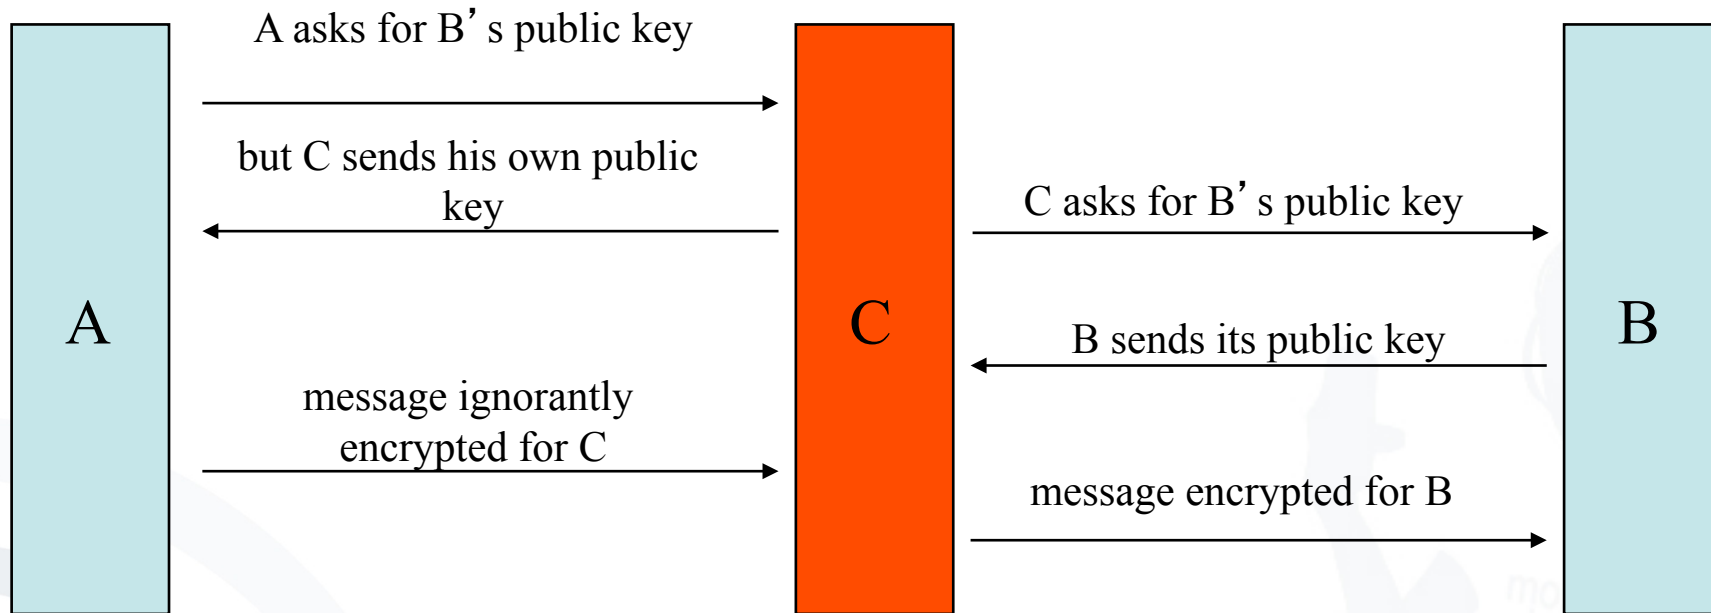 A asks for B’ s public key
but C sends his own public
key
C asks for B’ s public key
A
C
B
B sends its public key
message ignorantly
encrypted for C
message encrypted for B